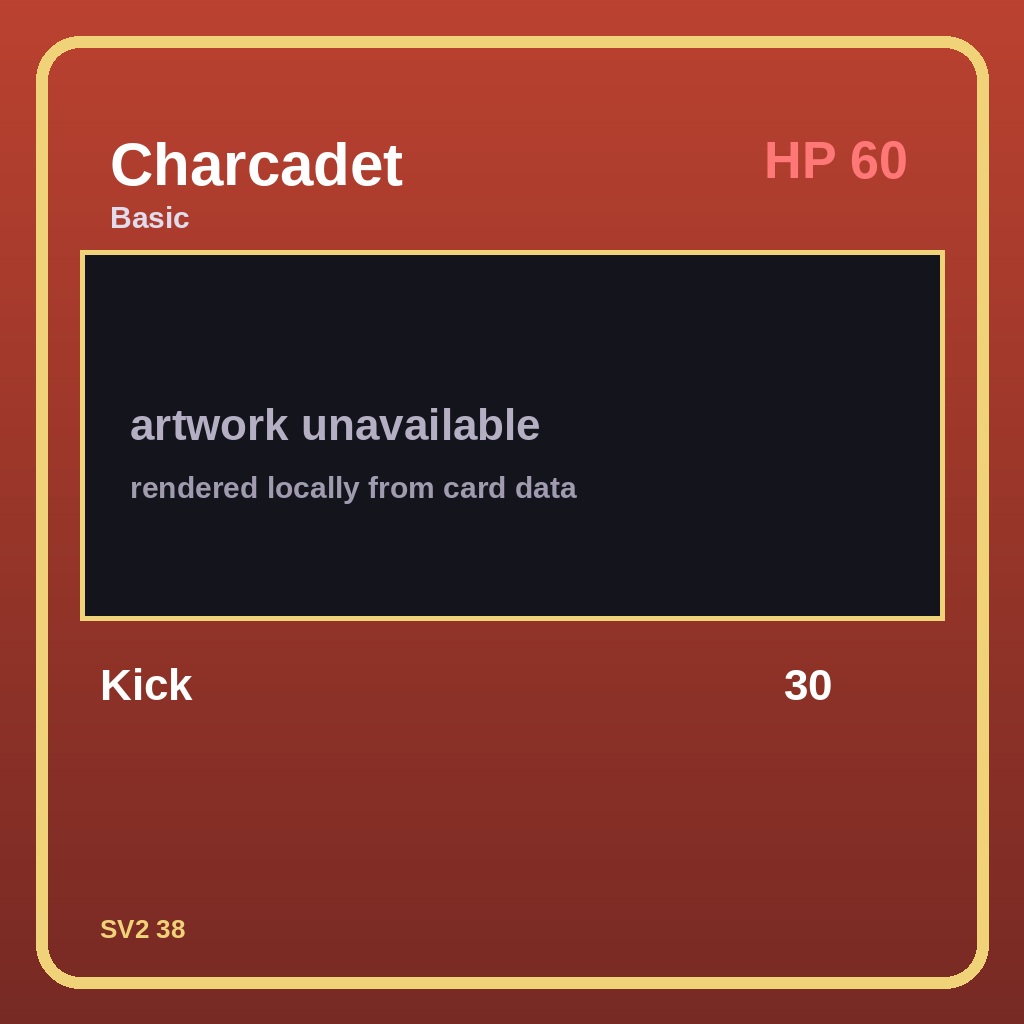 Charcadet
HP 60
Basic
artwork unavailable
rendered locally from card data
Kick
30
SV2 38